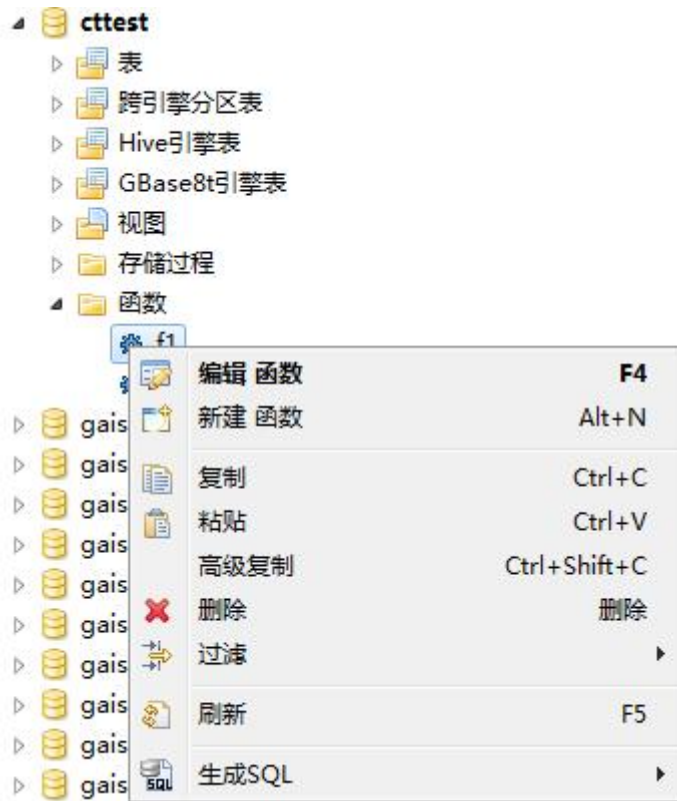 cttest
表
跨引擎分区表
Hive引擎表
GBase8t引擎表
视图
存储过程
函数
f1
编辑 函数 F4
gais 新建 函数 Alt+N
gais 复制 Ctrl+C
gais 粘贴 Ctrl+V
gais 高级复制 Ctrl+Shift+C
gais 删除 删除
gais 过滤
gais
gais 刷新 F5
gais
gais 生成SQL
SQL